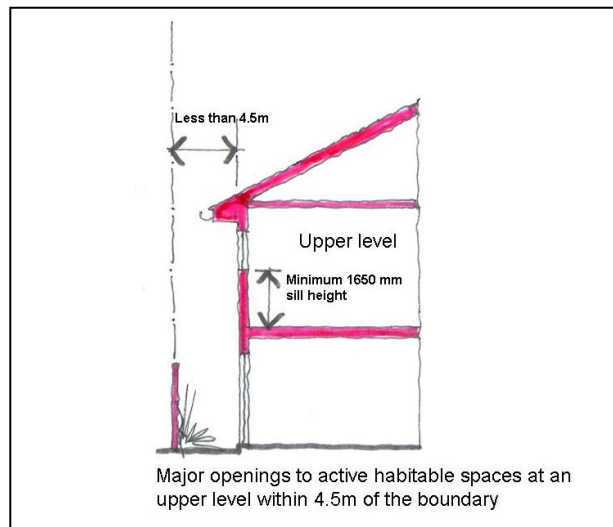 Less than 4.5m
Upper level
Minimum 1650 mm
sill height
Major openings to active habitable spaces at an
upper level within 4.5m of the boundary